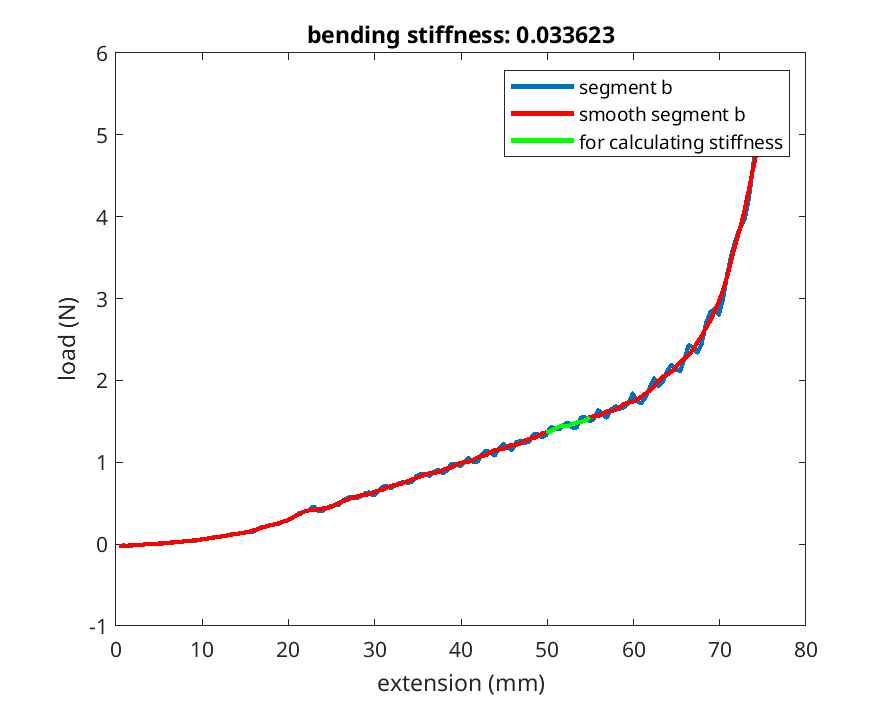 bending stiffness: 0.033623
6
segment b
smooth segment b
for calculating stiffness
5
4
3
2
1
0
-1
load (N)
0 10 20 30 40 50 60 70 80
extension (mm)